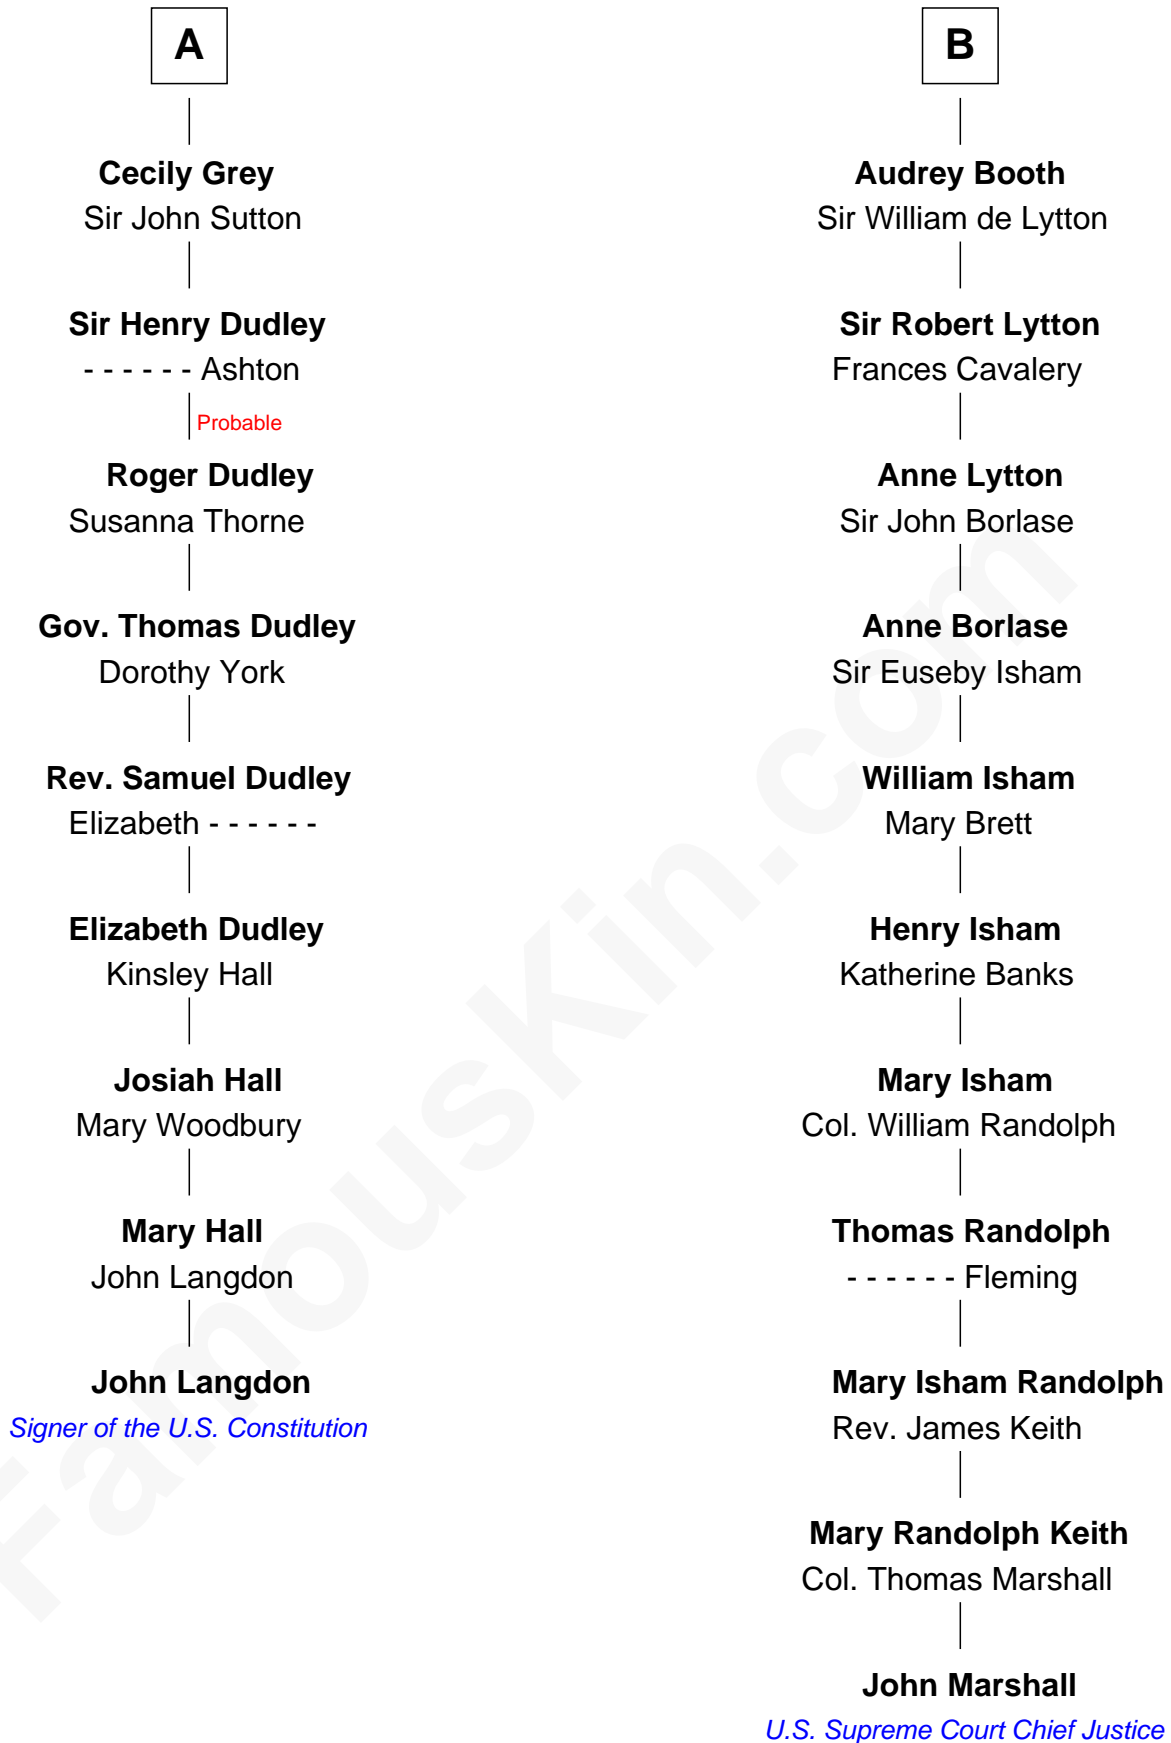 A
Cecily Grey
Sir John Sutton
Sir Henry Dudley
- - - - - - Ashton
Probable
Roger Dudley
Susanna Thorne
Gov. Thomas Dudley
Dorothy York
Rev. Samuel Dudley
Elizabeth - - - - - -
Elizabeth Dudley
Kinsley Hall
Josiah Hall
Mary Woodbury
Mary Hall
John Langdon
John Langdon
Signer of the U.S. Constitution
B
Audrey Booth
Sir William de Lytton
Sir Robert Lytton
Frances Cavalery
Anne Lytton
Sir John Borlase
Anne Borlase
Sir Euseby Isham
William Isham
Mary Brett
Henry Isham
Katherine Banks
Mary Isham
Col. William Randolph
Thomas Randolph
- - - - - - Fleming
Mary Isham Randolph
Rev. James Keith
Mary Randolph Keith
Col. Thomas Marshall
John Marshall
U.S. Supreme Court Chief Justice
FamousKin.com